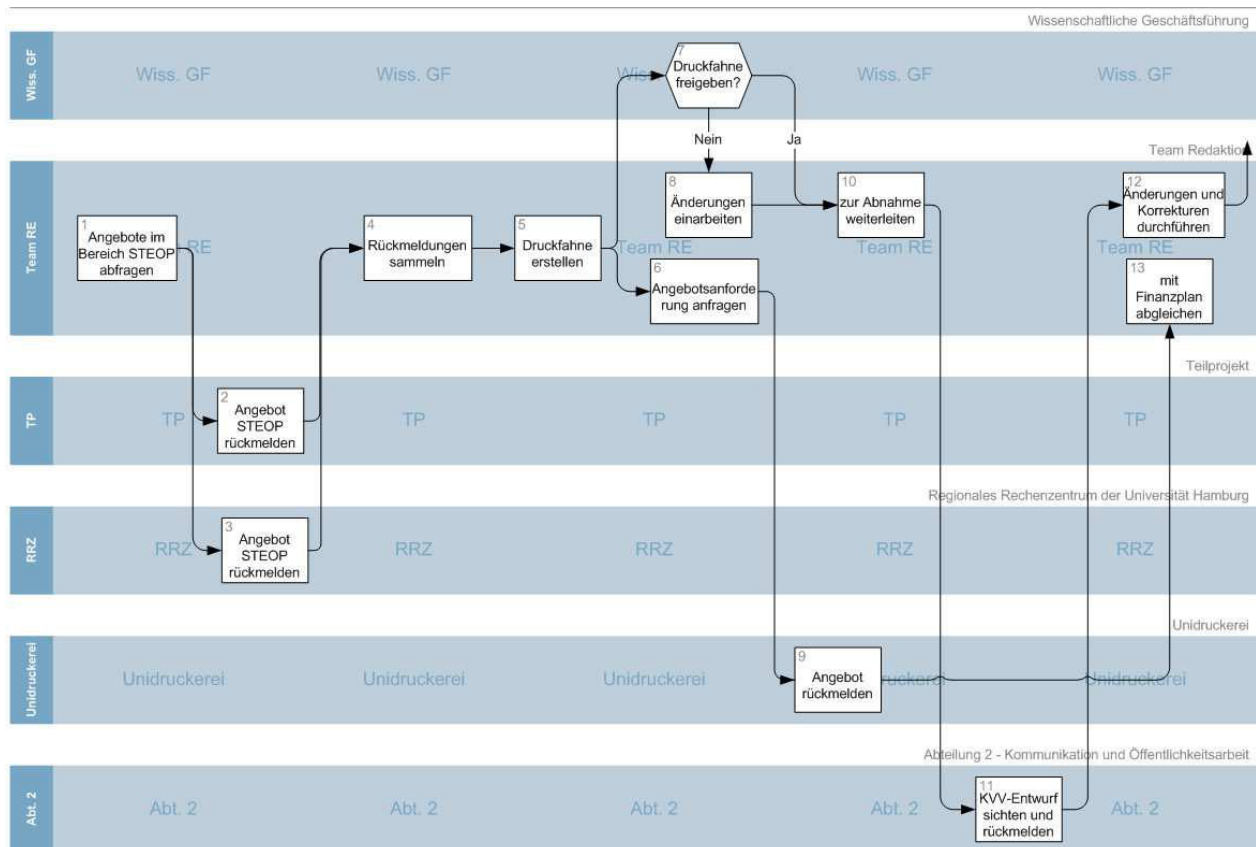 Wissenschaftliche Geschäftsführung
Wiss. GF
Wiss. GF
Wiss. GF
Wiss. GF
Wiss. GF
7
Druckfahne
freigeben?
Nein
Ja
Team Redaktion
Team RE
1
Angebote im
Bereich STEOP
abfragen
RE
4
Rückmeldungen
sammeln
5
Druckfahne
erstellen
Team RE
8
Änderungen
einarbeiten
6
Angebotsanforde
rung anfragen
10
zur Abnahme
weiterleiten
Team RE
12
Änderungen und
Korrekturen
durchführen
Team RE
13
mit
Finanzplan
abgleichen
Teilprojekt
TP
TP
2
Angebot
STEOP
rückmelden
TP
TP
TP
TP
Regionales Rechenzentrum der Universität Hamburg
RRZ
RRZ
3
Angebot
STEOP
rückmelden
RRZ
RRZ
RRZ
RRZ
Unidruckerei
Unidruckerei
Unidruckerei
Unidruckerei
Unidruckerei
9
Angebot
rückmelden
druckerei
Unidruckerei
Abteilung 2 - Kommunikation und Öffentlichkeitsarbeit
Abt. 2
Abt. 2
Abt. 2
Abt. 2
Abt. 2
11
KVV-Entwurf
sichten und
rückmelden
Abt. 2